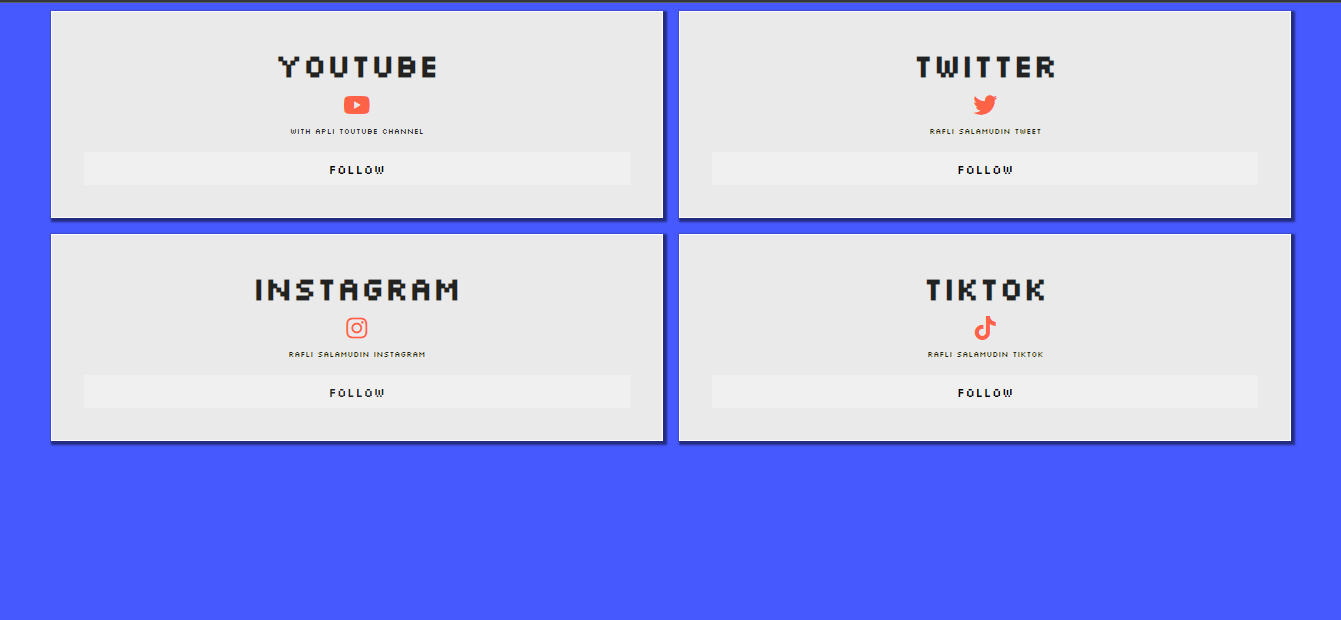 YOUTUBE
WITH APLI TOUTUBE CHANNEL
FOLLOW
TWITTER
RAFLI SALAMUDIN TWEET
FOLLOW
INSTAGRAM
RAFLI SALAMUDIN INSTAGRAM
FOLLOW
TIKTOK
RAFLI SALAMUDIN TIKTOK
FOLLOW